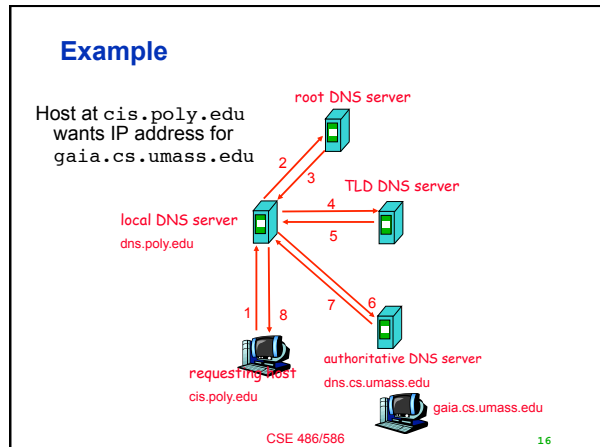 Example
Host at cis.poly.edu
wants IP address for
gaia.cs.umass.edu
root DNS server
2
3
TLD DNS server
4
5
local DNS server
dns.poly.edu
6
7
1
8
requesting host
cis.poly.edu
authoritative DNS server
dns.cs.umass.edu
gaia.cs.umass.edu
CSE 486/586
16